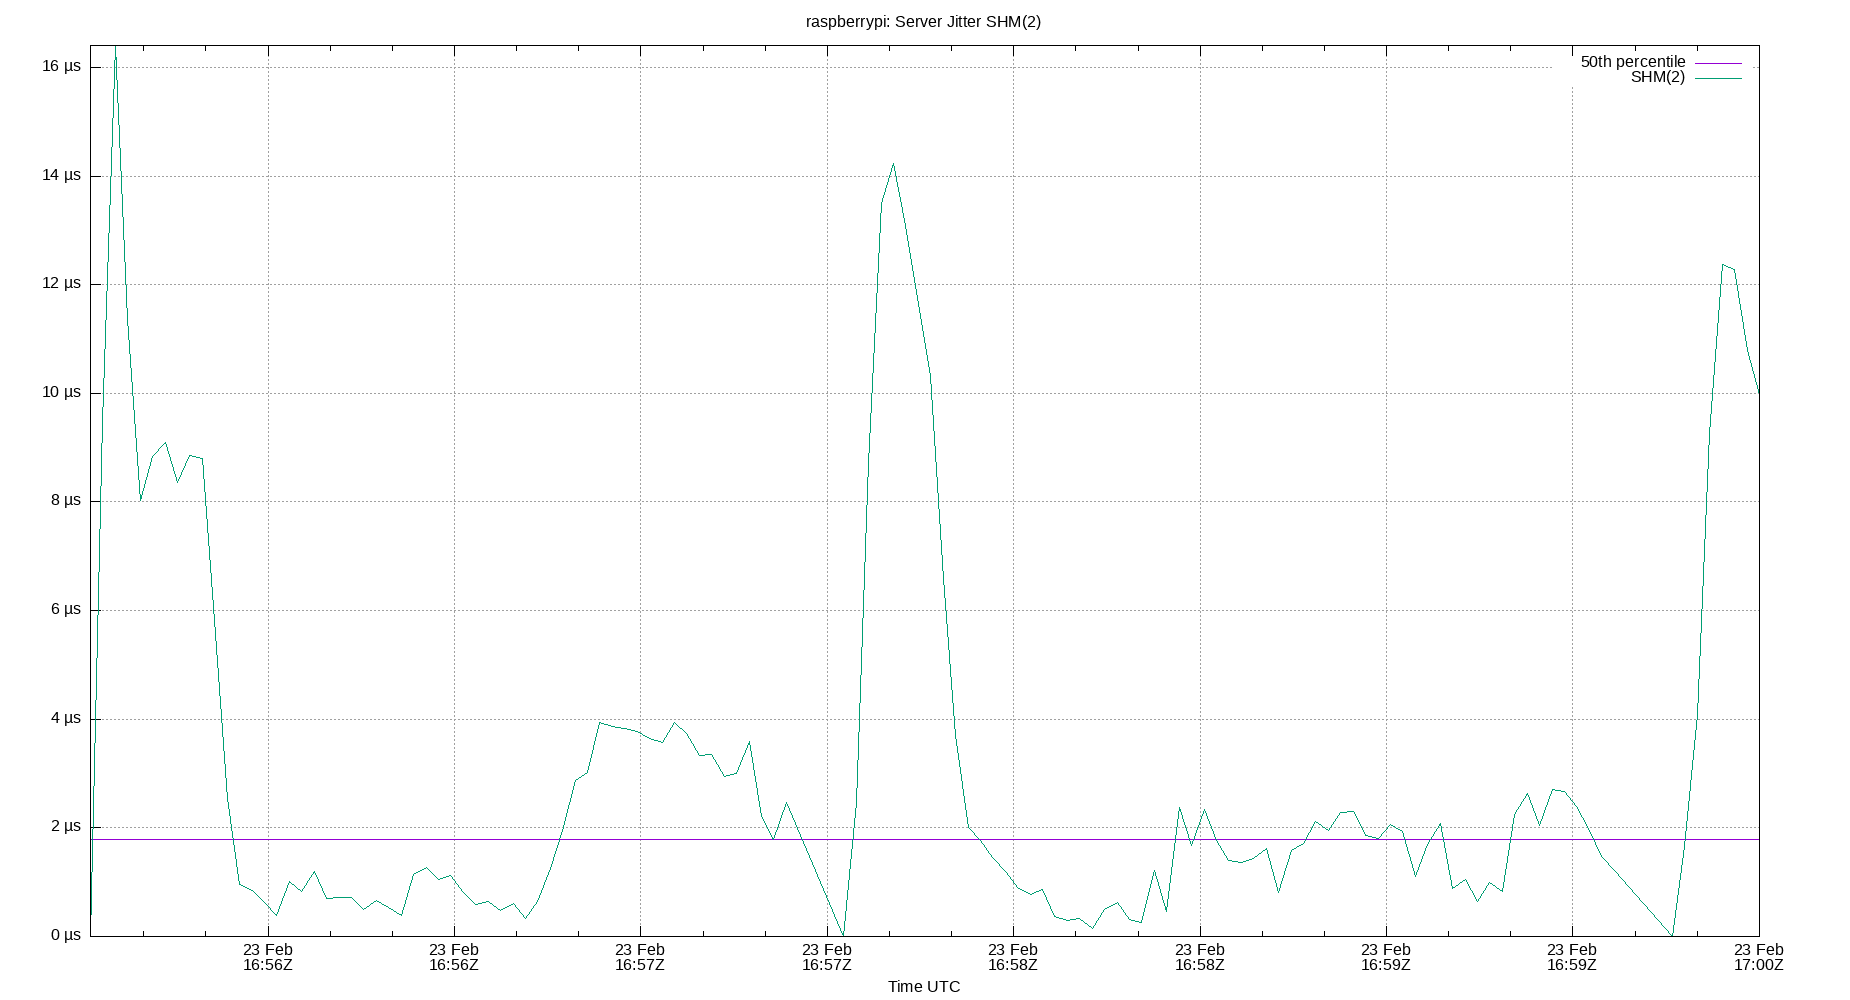 raspberrypi: Server Jitter SHM(2)
50th percentile
SHM(2)
16 µs
14 µs
12 µs
10 µs
8 µs
6 µs
4 µs
2 µs
0 µs
23 Feb 23 Feb 23 Feb 23 Feb 23 Feb 23 Feb 23 Feb 23 Feb 23 Feb
16:56Z 16:56Z 16:57Z 16:57Z 16:58Z 16:58Z 16:59Z 16:59Z 17:00Z
Time UTC